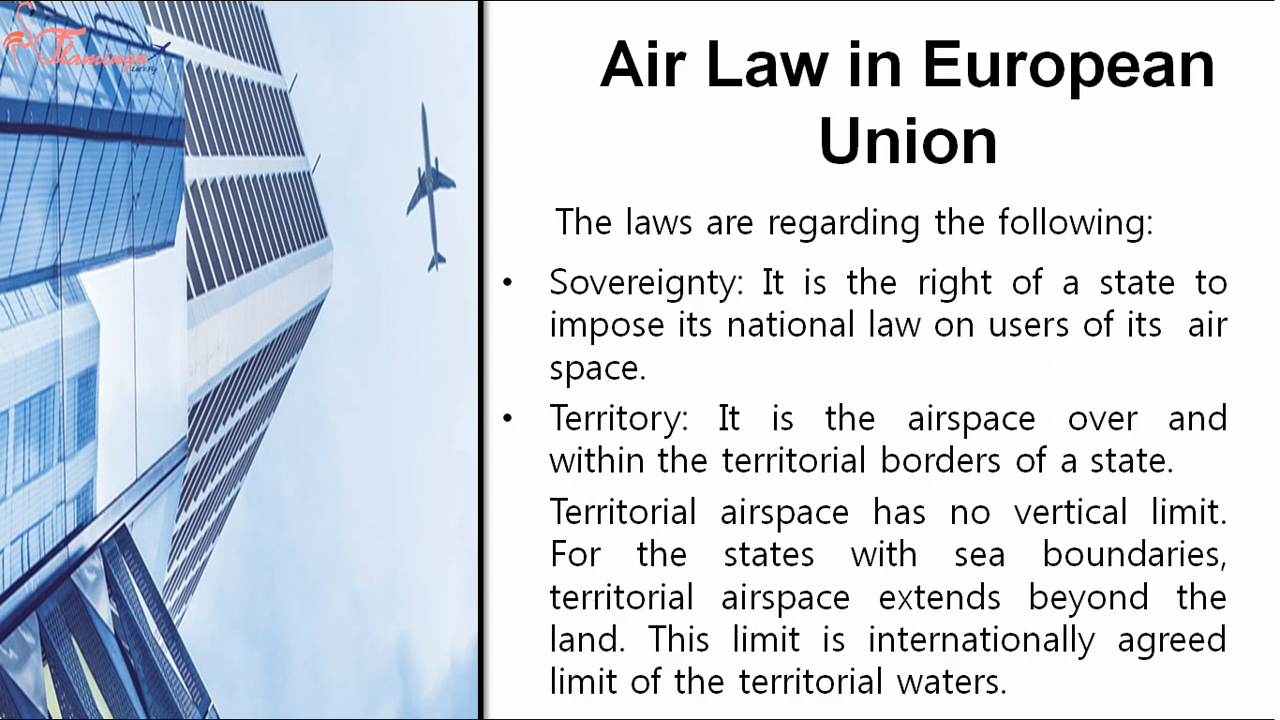 Flamingo
Air Law in European
Union
The laws are regarding the following:
• Sovereignty: It is the right of a state to
impose its national law on users of its air
space.
• Territory: It is the airspace over and
within the territorial borders of a state.
Territorial airspace has no vertical limit.
For the states with sea boundaries,
territorial airspace extends beyond the
land. This limit is internationally agreed
limit of the territorial waters.